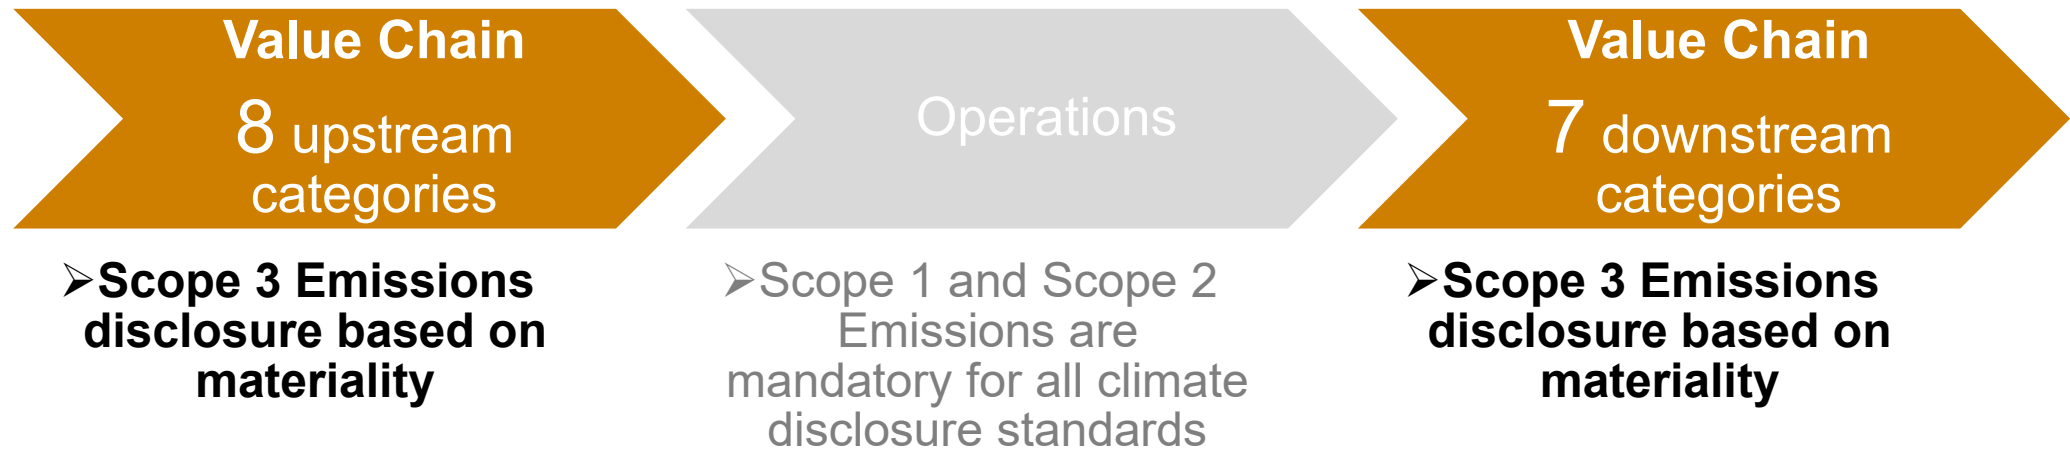 Value Chain
8 upstream
categories
➢Scope 3 Emissions
disclosure based on
materiality
Operations
➢Scope 1 and Scope 2
Emissions are
mandatory for all climate
disclosure standards
Value Chain
7 downstream
categories
➢Scope 3 Emissions
disclosure based on
materiality